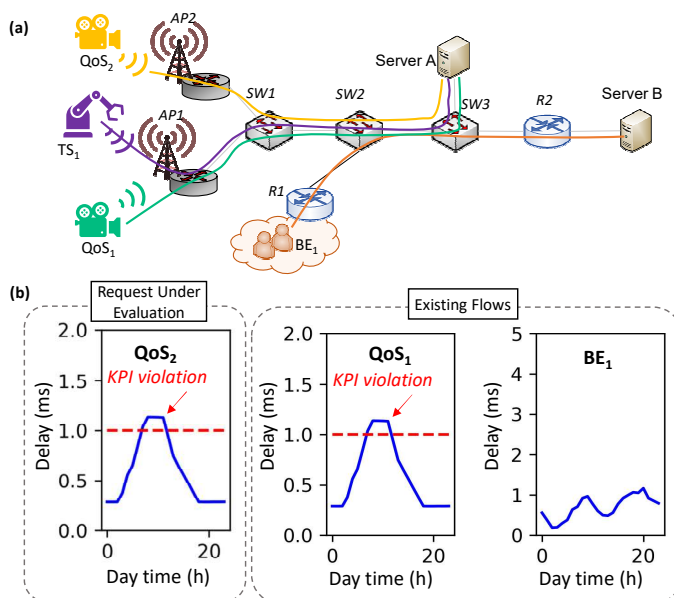 (a)
AP2
QoS2
Server A
SW1
SW2
SW3
R2
Server B
AP1
TS1
R1
QoS1
BE1
(b)
Request Under
Evaluation
Existing Flows
QoS2
KPI violation
Delay (ms)
2.0
1.5
1.0
0.5
0.0
0
20
Day time (h)
QoS1
KPI violation
Delay (ms)
2.0
1.5
1.0
0.5
0.0
0
20
Day time (h)
BE1
Delay (ms)
5
4
3
2
1
0
0
20
Day time (h)